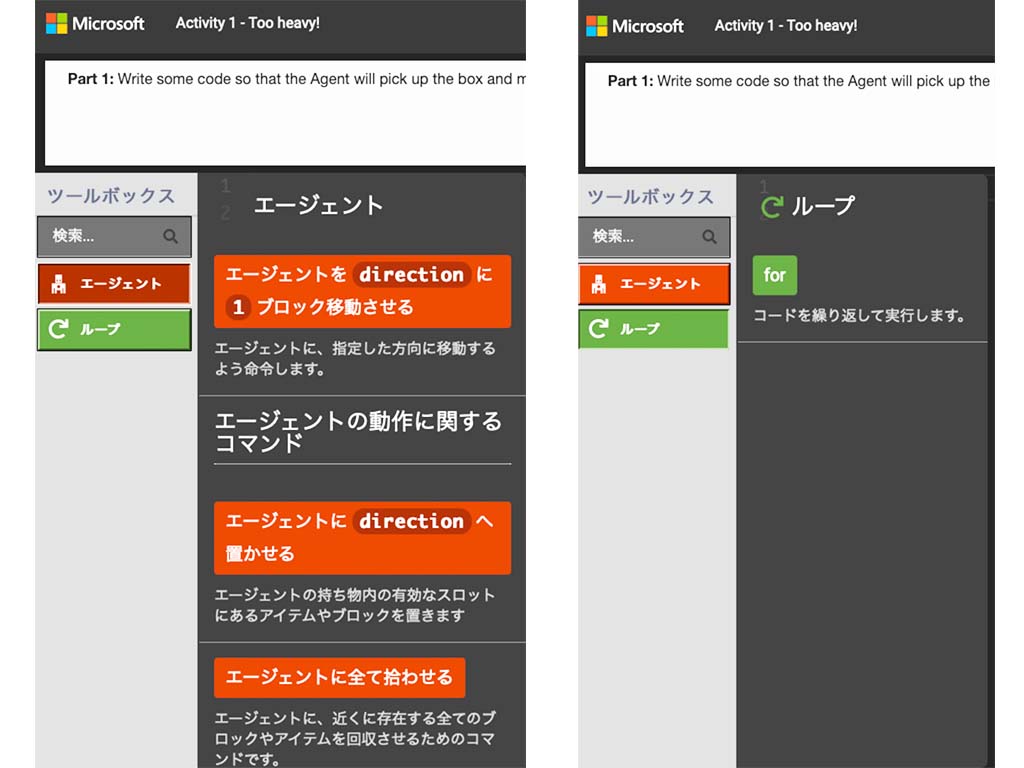 Microsoft Activity 1 - Too heavy!
Part 1: Write some code so that the Agent will pick up the box and m
ツールボックス
検索...
エージェント
ループ
1
2
エージェント
エージェントを direction に
1 ブロック移動させる
エージェントに、指定した方向に移動する
よう命令します。
エージェントの動作に関する
コマンド
エージェントに direction へ
置かせる
エージェントの持ち物内の有効なスロット
にあるアイテムやブロックを置きます
エージェントに全て拾わせる
エージェントに、近くに存在する全てのブ
ロックやアイテムを回収させるためのコマ
ンドです。
Microsoft Activity 1 - Too heavy!
Part 1: Write some code so that the Agent will pick up the
ツールボックス
検索...
エージェント
ループ
1
ループ
for
コードを繰り返して実行します。